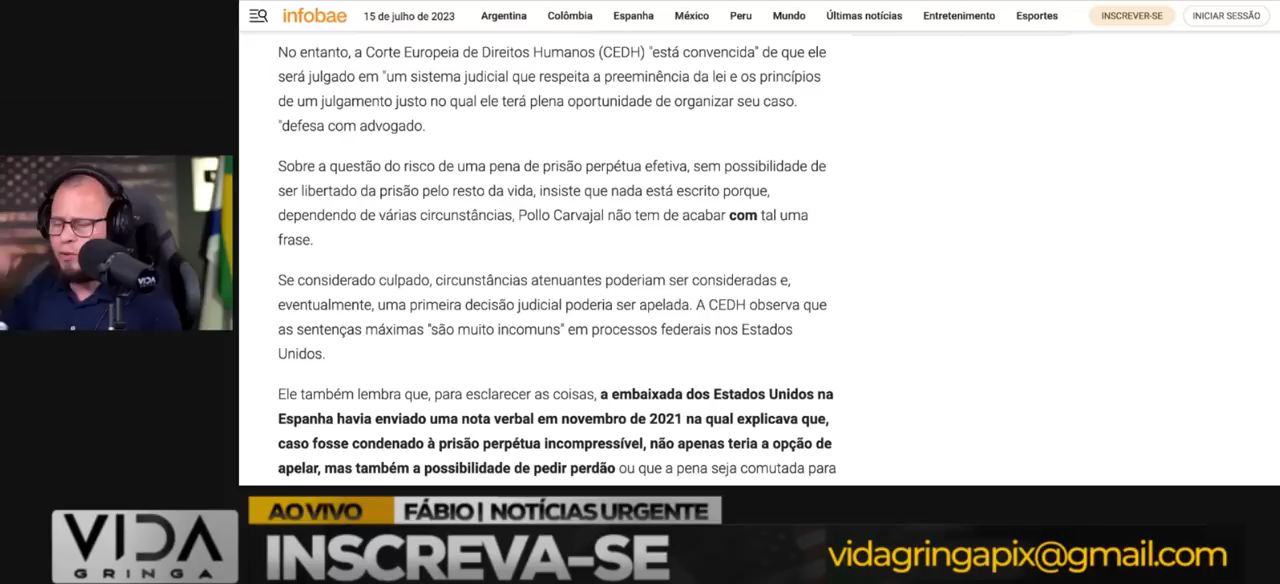 infobae 15 de julho de 2023 Argentina Colômbia Espanha México Peru Mundo Últimas notícias Entretenimento Esportes INSCREVER-SE INICIAR SESSÃO
No entanto, a Corte Europeia de Direitos Humanos (CEDH) "está convencida" de que ele
será julgado em "um sistema judicial que respeita a preeminência da lei e os princípios
de um julgamento justo no qual ele terá plena oportunidade de organizar seu caso.
"defesa com advogado.
Sobre a questão do risco de uma pena de prisão perpétua efetiva, sem possibilidade de
ser libertado da prisão pelo resto da vida, insiste que nada está escrito porque,
dependendo de várias circunstâncias, Pollo Carvajal não tem de acabar com tal uma
frase.
Se considerado culpado, circunstâncias atenuantes poderiam ser consideradas e,
eventualmente, uma primeira decisão judicial poderia ser apelada. A CEDH observa que
as sentenças máximas "são muito incomuns" em processos federais nos Estados
Unidos.
Ele também lembra que, para esclarecer as coisas, a embaixada dos Estados Unidos na
Espanha havia enviado uma nota verbal em novembro de 2021 na qual explicava que,
caso fosse condenado à prisão perpétua incompressível, não apenas teria a opção de
apelar, mas também a possibilidade de pedir perdão ou que a pena seja comutada para
VIDA
AO VIVO FÁBIO | NOTÍCIAS URGENTE
VIDA
GRINGA
INSCREVA-SE
vidagringapix@gmail.com